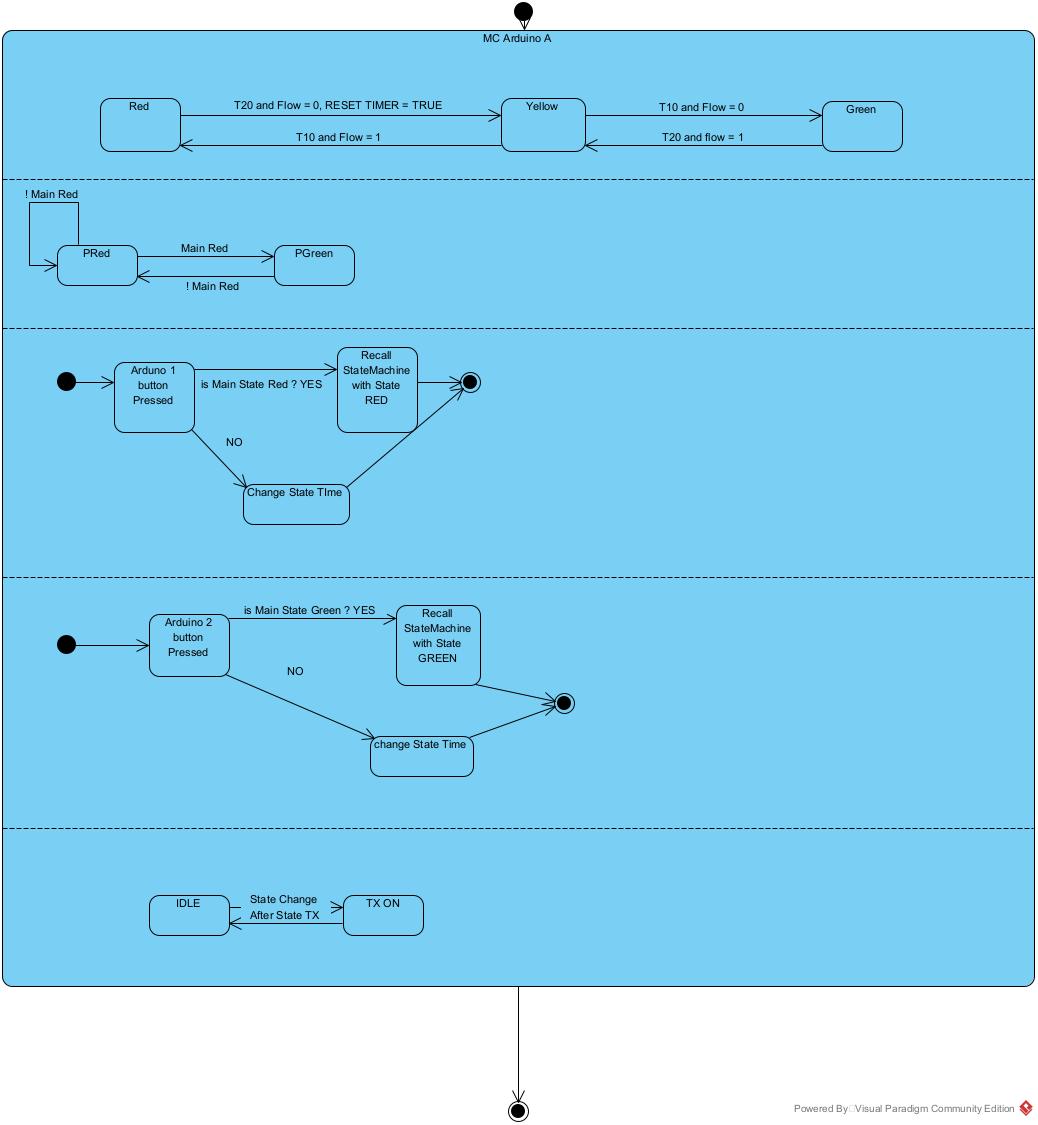 MC Arduino A
Red
T20 and Flow = 0, RESET TIMER = TRUE
Yellow
T10 and Flow = 0
Green
T10 and Flow = 1
T20 and flow = 1
! Main Red
PRed
Main Red
PGreen
! Main Red
Arduno 1
button
Pressed
is Main State Red ? YES
Recall
StateMachine
with State
RED
NO
Change State TIme
Arduino 2
button
Pressed
is Main State Green ? YES
Recall
StateMachine
with State
GREEN
NO
change State Time
IDLE
State Change
After State TX
TX ON
Powered By Visual Paradigm Community Edition